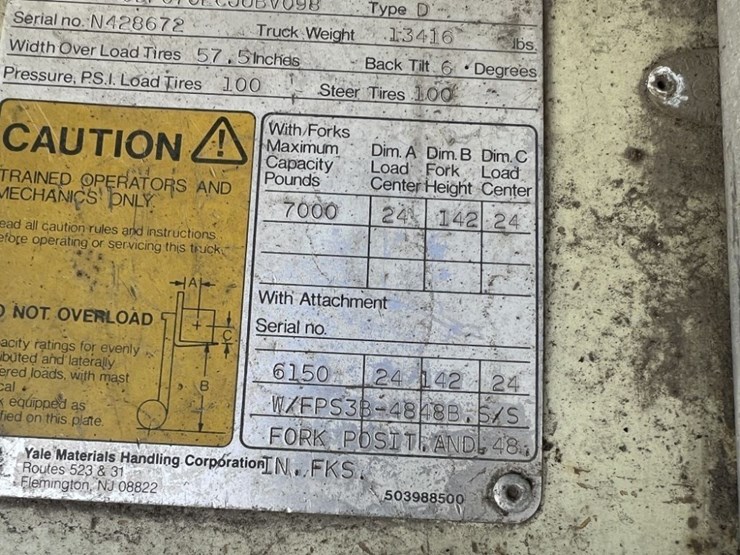 Type D
Serial no. N428672 Truck Weight 13416 lbs.
Width Over Load Tires 57.5 Inches Back Tilt 6 Degrees
Pressure, P.S.I. Load Tires 100 Steer Tires 100
CAUTION
TRAINED OPERATORS AND
MECHANICS ONLY
ead all caution rules and instructions
efore operating or servicing this truck.
A
NOT OVERLOAD
C
B
acity ratings for evenly
ibuted and laterally
ered loads, with mast
cal
equipped as
fied on this plate.
With Forks
Maximum Capacity Pounds
Dim. A Load Center
Dim. B Fork Height
Dim. C Load Center
7000 24 142 24
With Attachment
Serial no.
6150 24 142 24
W/FPS3B-4848B, S/S
FORK POSIT. AND 48.
IN. FKS.
Yale Materials Handling Corporation
Routes 523 & 31
Flemington, NJ 08822
503988500